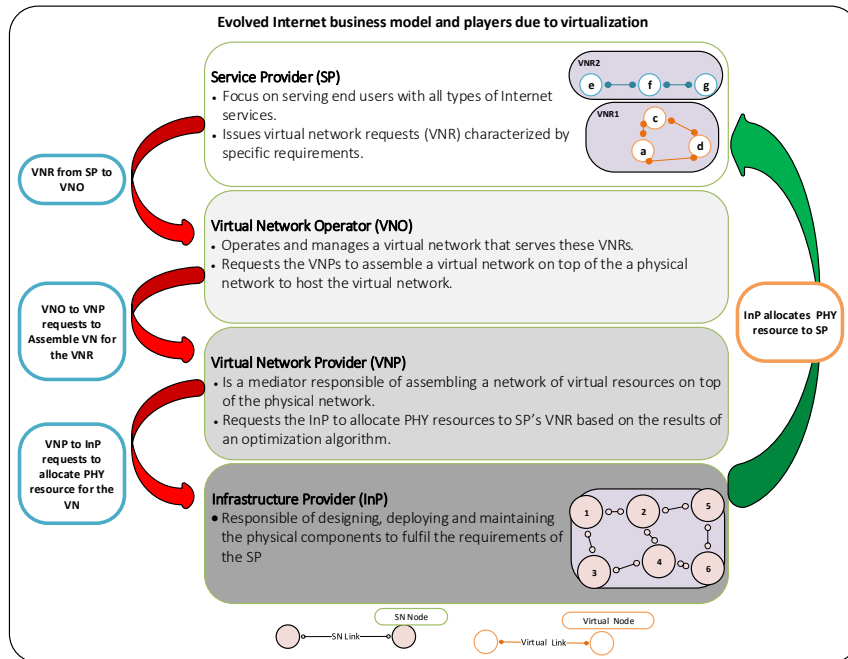 Evolved Internet business model and players due to virtualization
Service Provider (SP)
• Focus on serving end users with all types of Internet
services.
• Issues virtual network requests (VNR) characterized by
specific requirements.
VNR2
e
f
g
VNR1
c
a
d
VNR from SP to
VNO
Virtual Network Operator (VNO)
• Operates and manages a virtual network that serves these VNRs.
• Requests the VNPs to assemble a virtual network on top of the a physical
network to host the virtual network.
VNO to VNP
requests to
Assemble VN for
the VNR
InP allocates PHY
resource to SP
Virtual Network Provider (VNP)
• Is a mediator responsible of assembling a network of virtual resources on top
of the physical network.
• Requests the InP to allocate PHY resources to SP's VNR based on the results of
an optimization algorithm.
VNP to InP
requests to
allocate PHY
resource for the
VN
Infrastructure Provider (InP)
• Responsible of designing, deploying and maintaining
the physical components to fulfil the requirements of
the SP
1
2
5
3
4
6
SN Node
SN Link
Virtual Node
Virtual Link